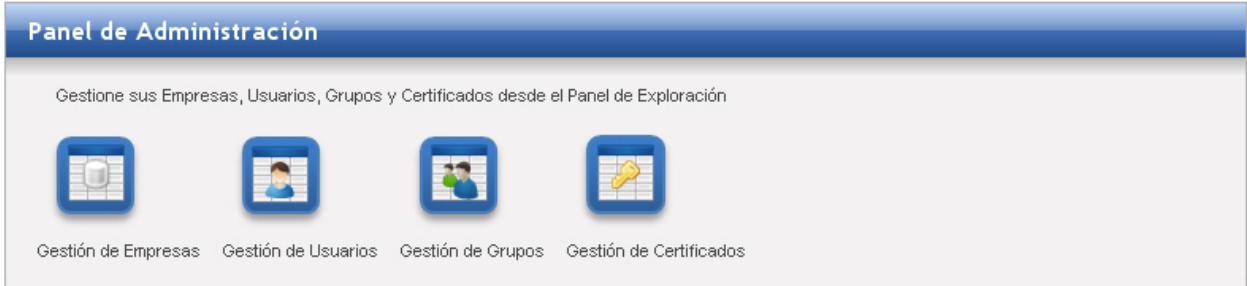 Panel de Administración
Gestione sus Empresas, Usuarios, Grupos y Certificados desde el Panel de Exploración
Gestión de Empresas Gestión de Usuarios Gestión de Grupos Gestión de Certificados